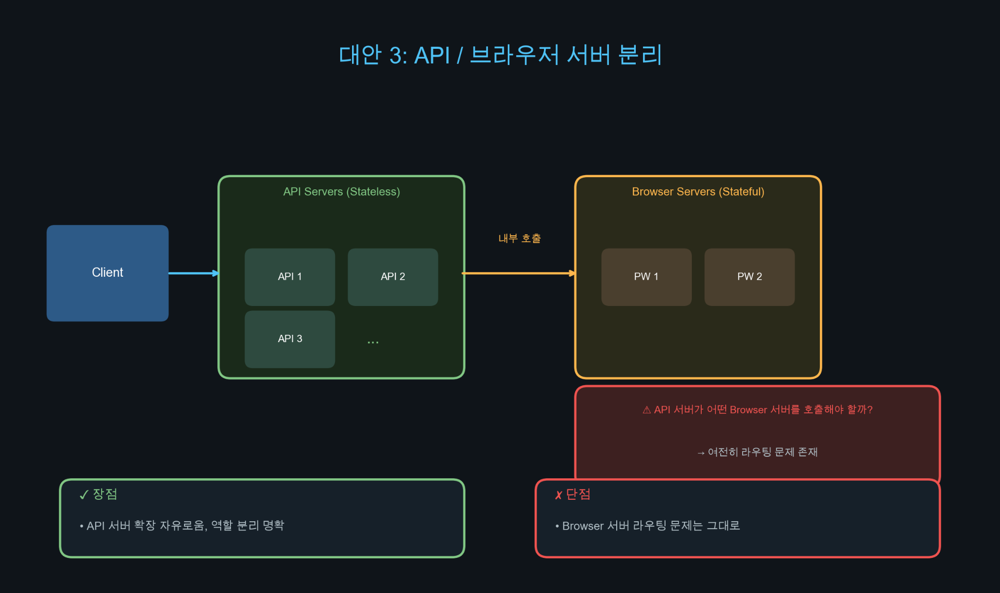 대안 3: API / 브라우저 서버 분리
API Servers (Stateless)
Browser Servers (Stateful)
내부 호출
Client
API 1
API 2
PW 1
PW 2
API 3
...
⚠ API 서버가 어떤 Browser 서버를 호출해야 할까?
→ 여전히 라우팅 문제 존재
✓ 장점
• API 서버 확장 자유로움, 역할 분리 명확
✗ 단점
• Browser 서버 라우팅 문제는 그대로